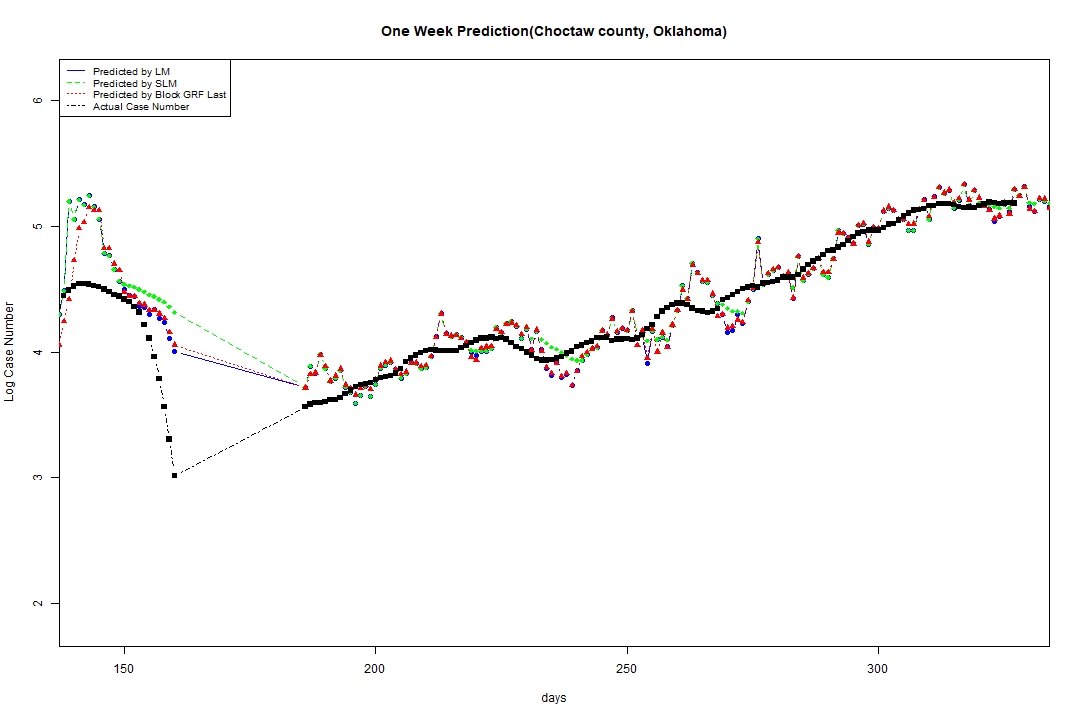 One Week Prediction(Choctaw county, Oklahoma)
Predicted by LM
Predicted by SLM
Predicted by Block GRF Last
Actual Case Number
6
5
4
3
2
Log Case Number
150 200 250 300
days